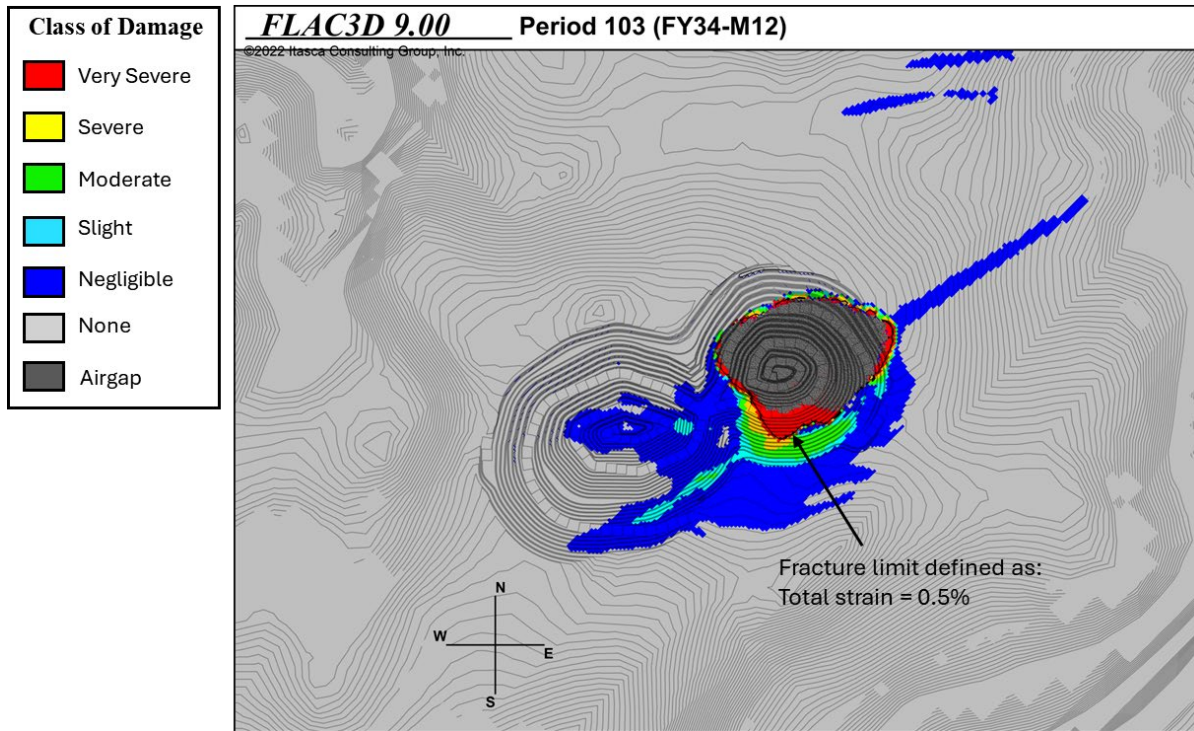 Class of Damage
Very Severe
Severe
Moderate
Slight
Negligible
None
Airgap
FLAC3D 9.00
Period 103 (FY34-M12)
©2022 Itasca Consulting Group, Inc.
Fracture limit defined as:
Total strain = 0.5%
N
W
E
S